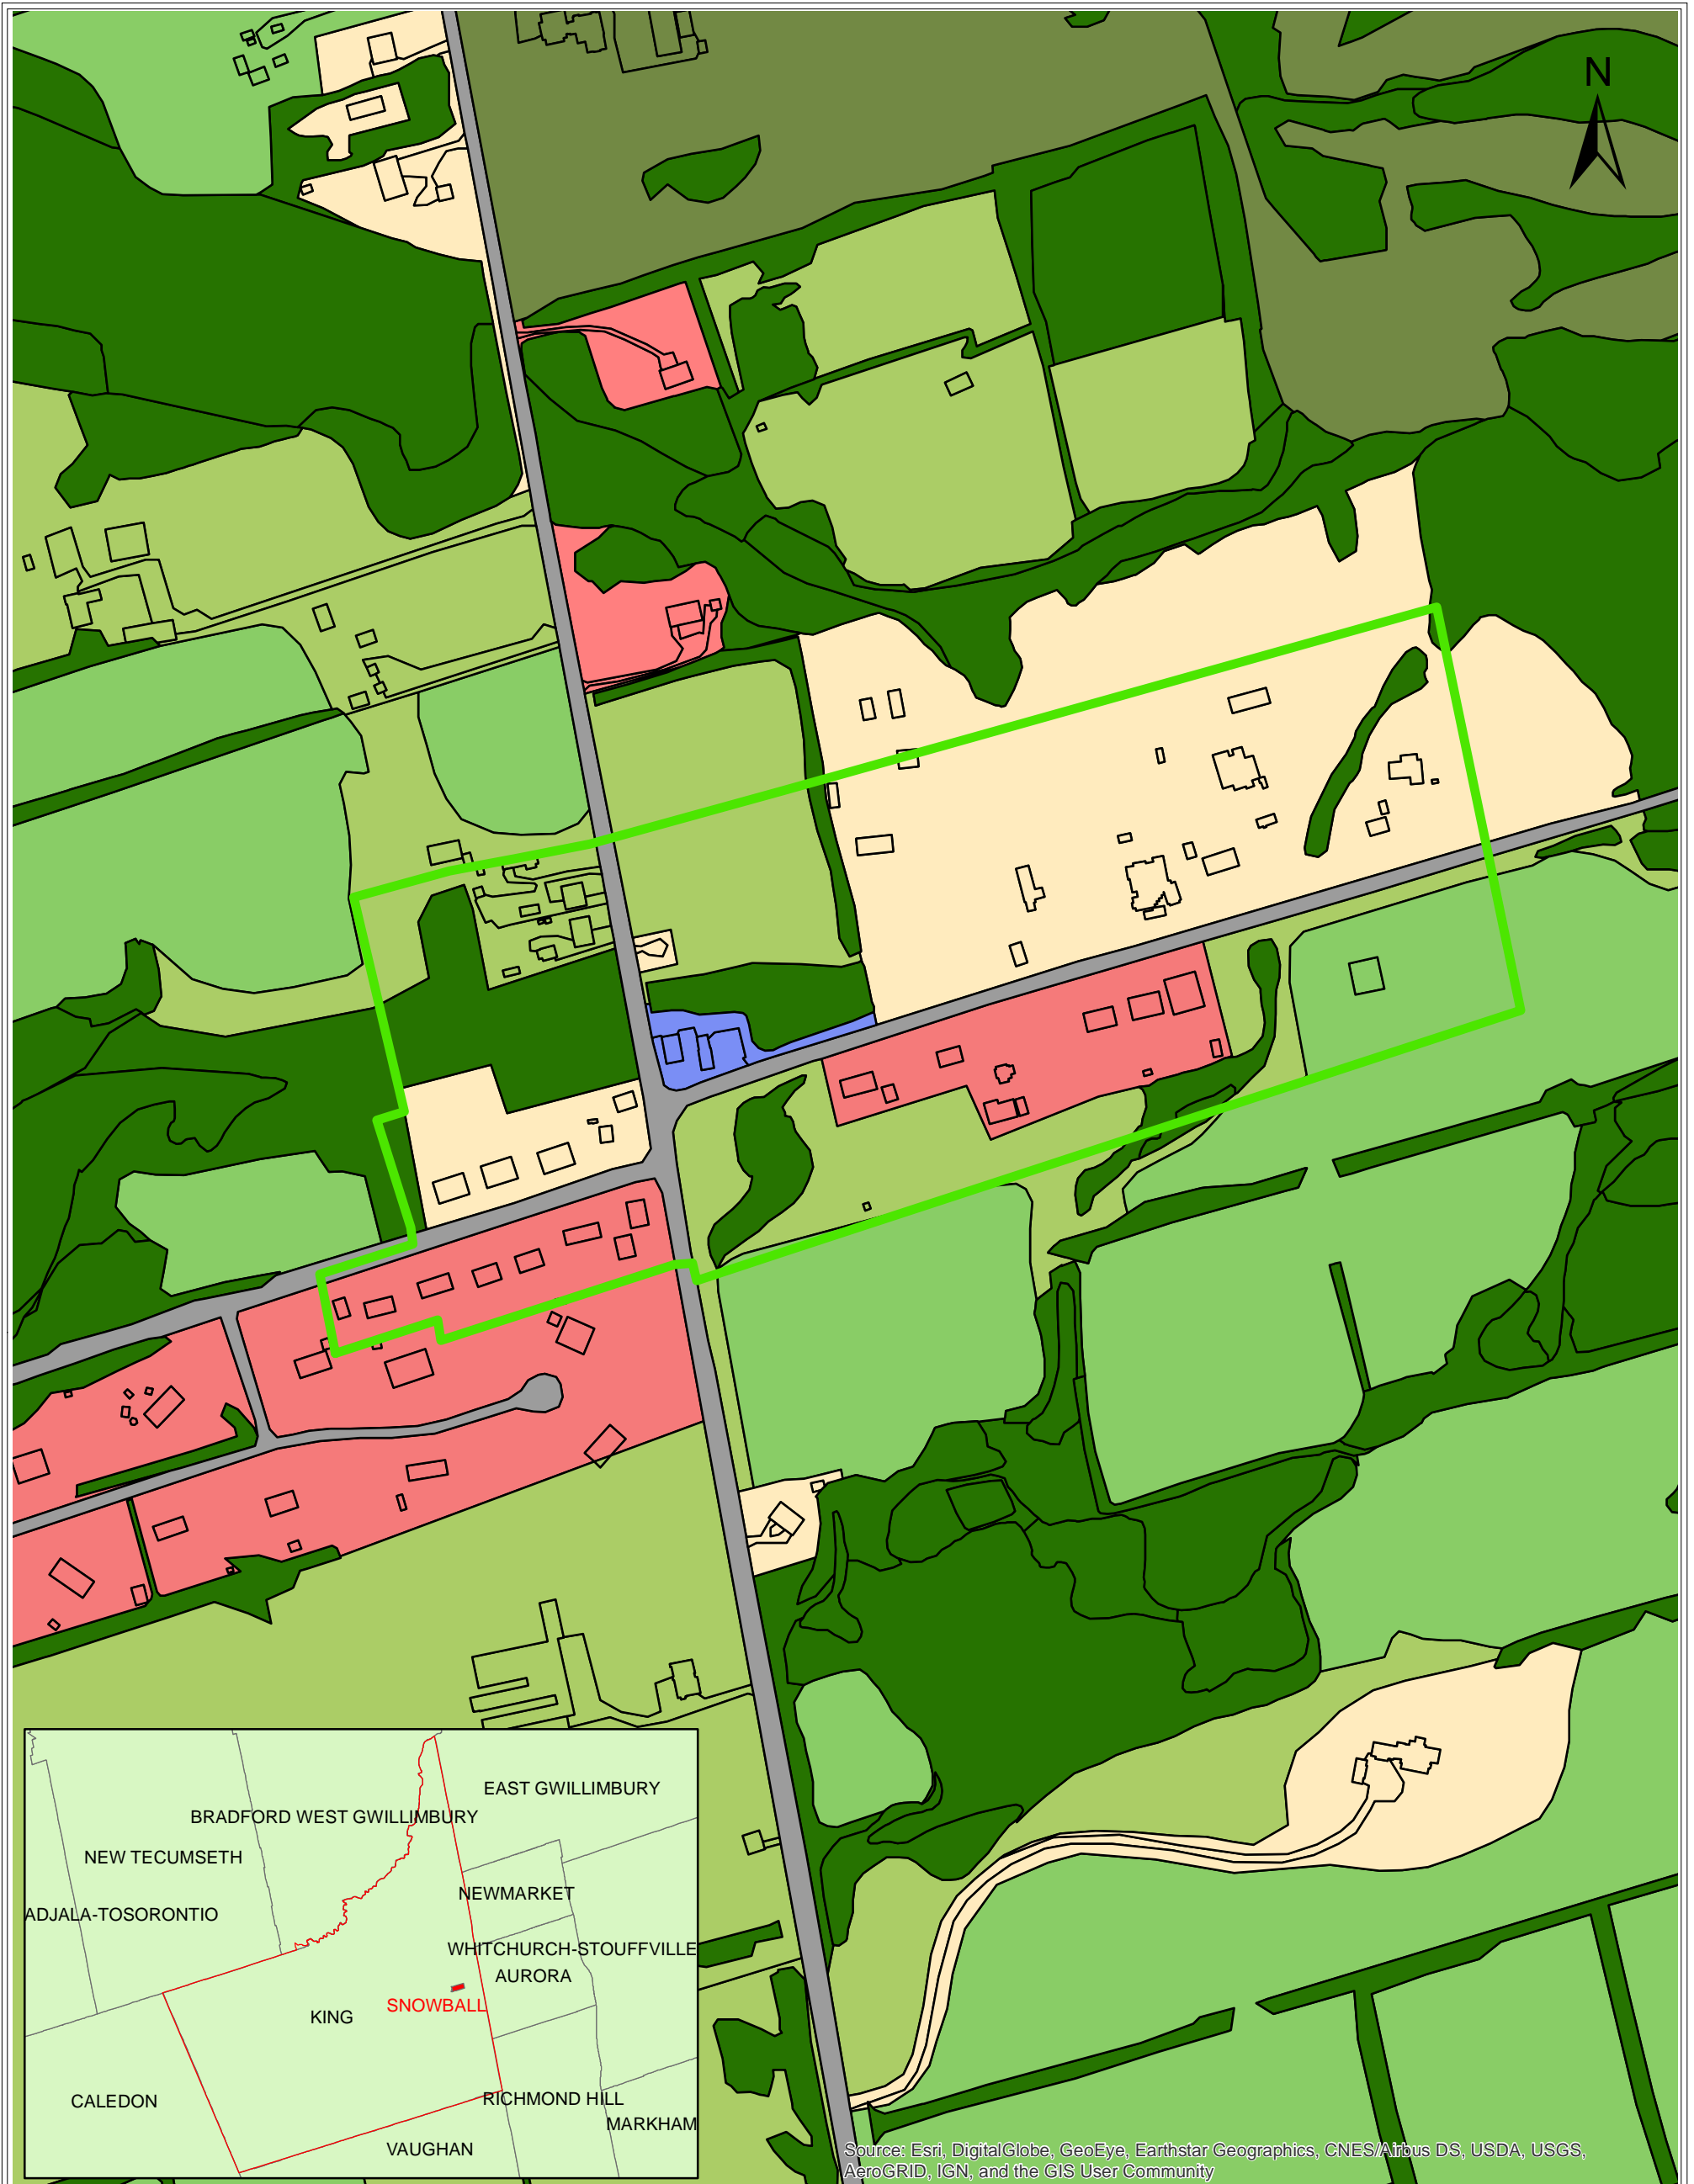 N
EAST GWILLIMBURY
BRADFORD WEST GWILLIMBURY
NEW TECUMSETH
NEWMARKET
ADJALA-TOSORONTIO
WHITCHURCH-STOUFFVILLE
AURORA
SNOWBALL
KING
CALEDON
RICHMOND HILL
MARKHAM
VAUGHAN
Source: Esri, DigitalGlobe, GeoEye, Earthstar Geographics, CNES/Airbus DS, USDA, USGS,
AeroGRID, IGN, and the GIS User Community